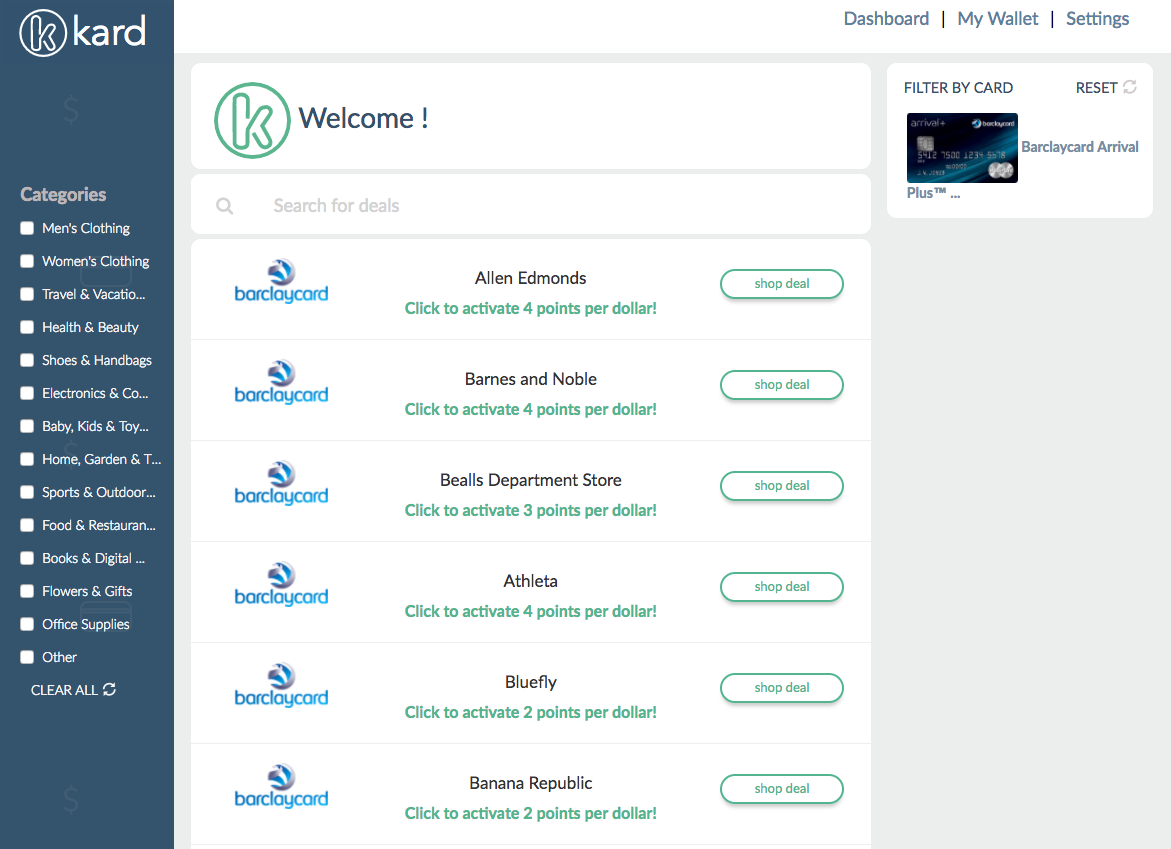 kard
Dashboard | My Wallet | Settings
Categories
Men's Clothing
Women's Clothing
Travel & Vacatio...
Health & Beauty
Shoes & Handbags
Electronics & Co...
Baby, Kids & Toy...
Home, Garden & T...
Sports & Outdoor...
Food & Restauran...
Books & Digital ...
Flowers & Gifts
Office Supplies
Other
CLEAR ALL
Welcome !
Search for deals
barclaycard
Allen Edmonds
Click to activate 4 points per dollar!
shop deal
barclaycard
Barnes and Noble
Click to activate 4 points per dollar!
shop deal
barclaycard
Bealls Department Store
Click to activate 3 points per dollar!
shop deal
barclaycard
Athleta
Click to activate 4 points per dollar!
shop deal
barclaycard
Bluefly
Click to activate 2 points per dollar!
shop deal
barclaycard
Banana Republic
Click to activate 2 points per dollar!
shop deal
FILTER BY CARD RESET
arrival+ barclaycard
5412 7500 1234 5678
Barclaycard Arrival
Plus™ ...